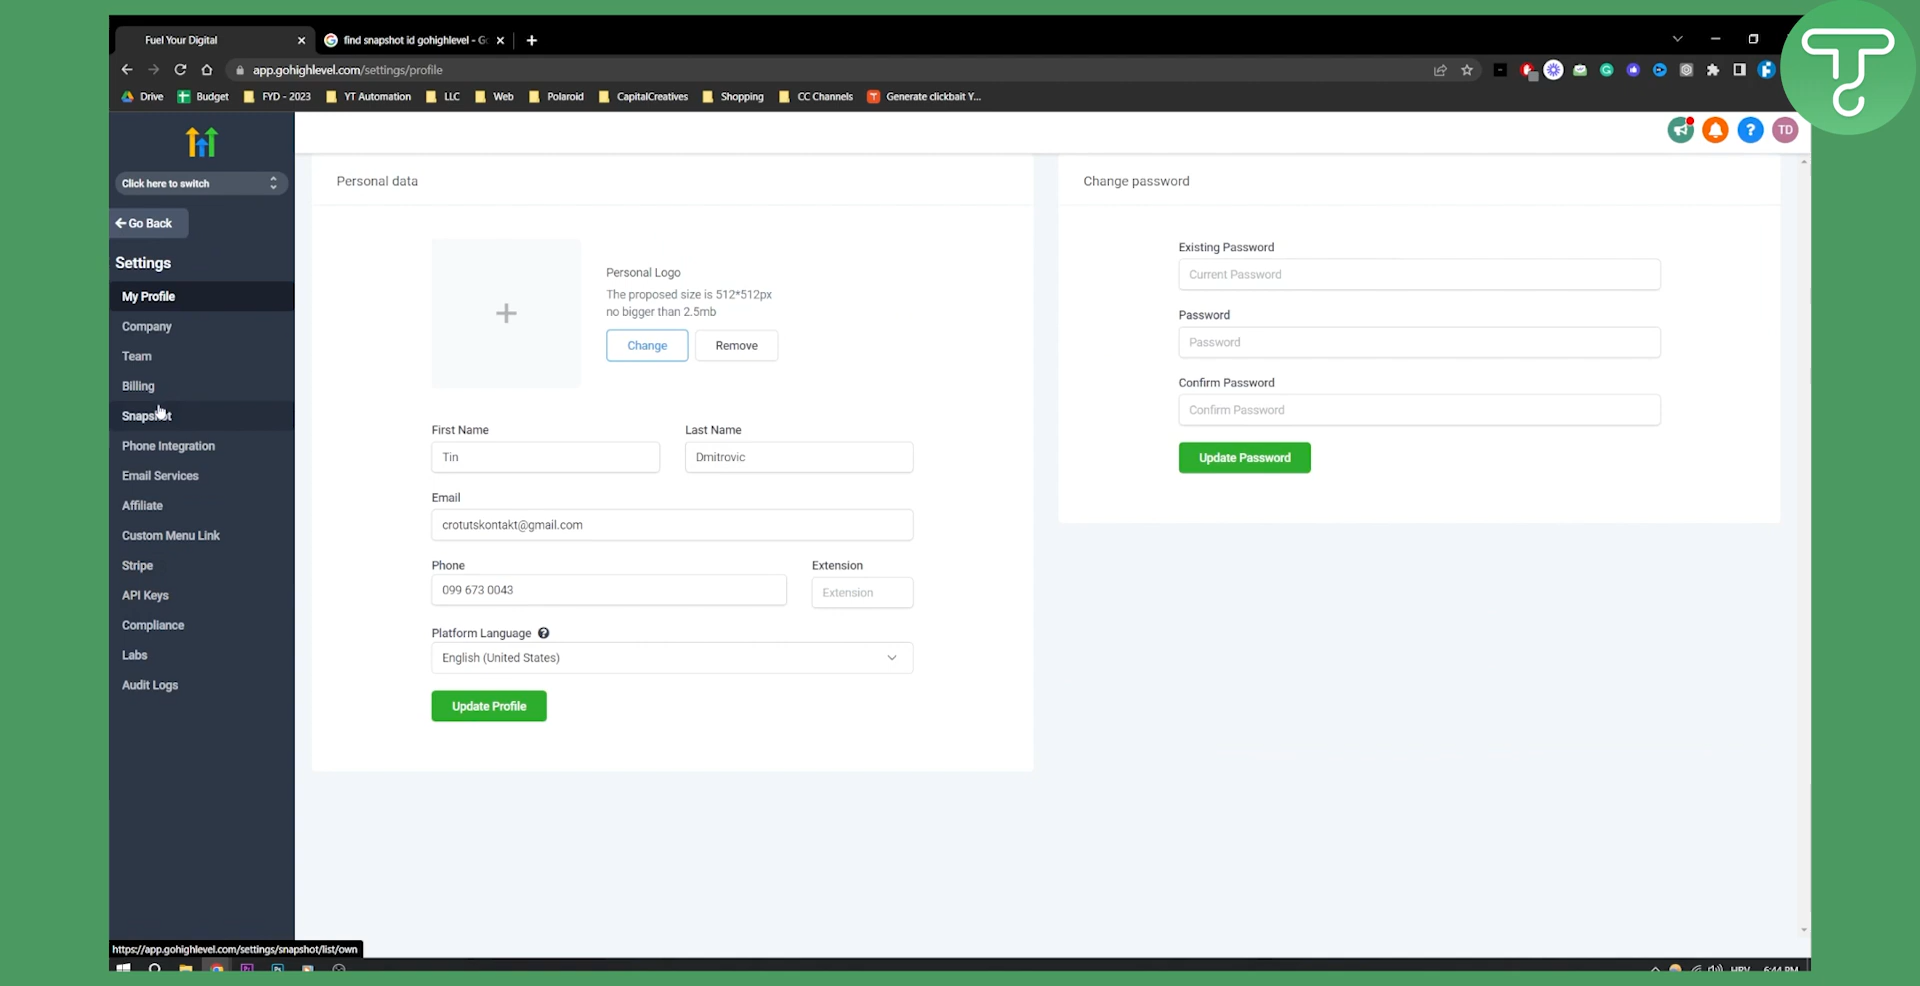 Fuel Your Digital
find snapshot id gohighlevel - Go
app.gohighlevel.com/settings/profile
Drive
Budget
FYD - 2023
YT Automation
LLC
Web
Polaroid
CapitalCreatives
Shopping
CC Channels
Generate clickbait Y...
TD
Click here to switch
Go Back
Settings
My Profile
Company
Team
Billing
Snapshot
Phone Integration
Email Services
Affiliate
Custom Menu Link
Stripe
API Keys
Compliance
Labs
Audit Logs
Personal data
Personal Logo
The proposed size is 512*512px
no bigger than 2.5mb
Change
Remove
First Name
Last Name
Tin
Dmitrovic
Email
crotutskontakt@gmail.com
Phone
Extension
099 673 0043
Extension
Platform Language
English (United States)
Update Profile
Change password
Existing Password
Current Password
Password
Password
Confirm Password
Confirm Password
Update Password
https://app.gohighlevel.com/settings/snapshot/list/own
HRV
6:44 PM